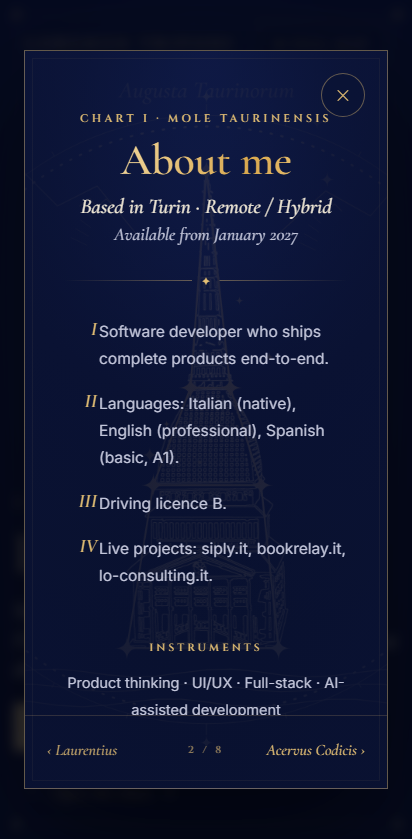 Augusta Taurinorum
CHART I · MOLE TAURINENSIS
About me
Based in Turin · Remote / Hybrid
Available from January 2027
I Software developer who ships
complete products end-to-end.
II Languages: Italian (native),
English (professional), Spanish
(basic, A1).
III Driving licence B.
IV Live projects: siply.it, bookrelay.it,
lo-consulting.it.
INSTRUMENTS
Product thinking · UI/UX · Full-stack · AI-
assisted development
‹ Laurentius
2 / 8
Acervus Codicis ›